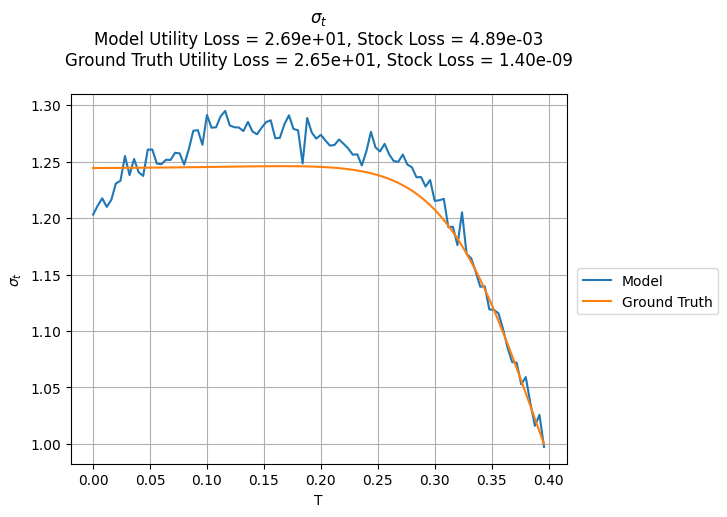 σt
Model Utility Loss = 2.69e+01, Stock Loss = 4.89e-03
Ground Truth Utility Loss = 2.65e+01, Stock Loss = 1.40e-09
1.30
1.25
1.20
1.15
1.10
1.05
1.00
σt
0.00 0.05 0.10 0.15 0.20 0.25 0.30 0.35 0.40
T
Model
Ground Truth